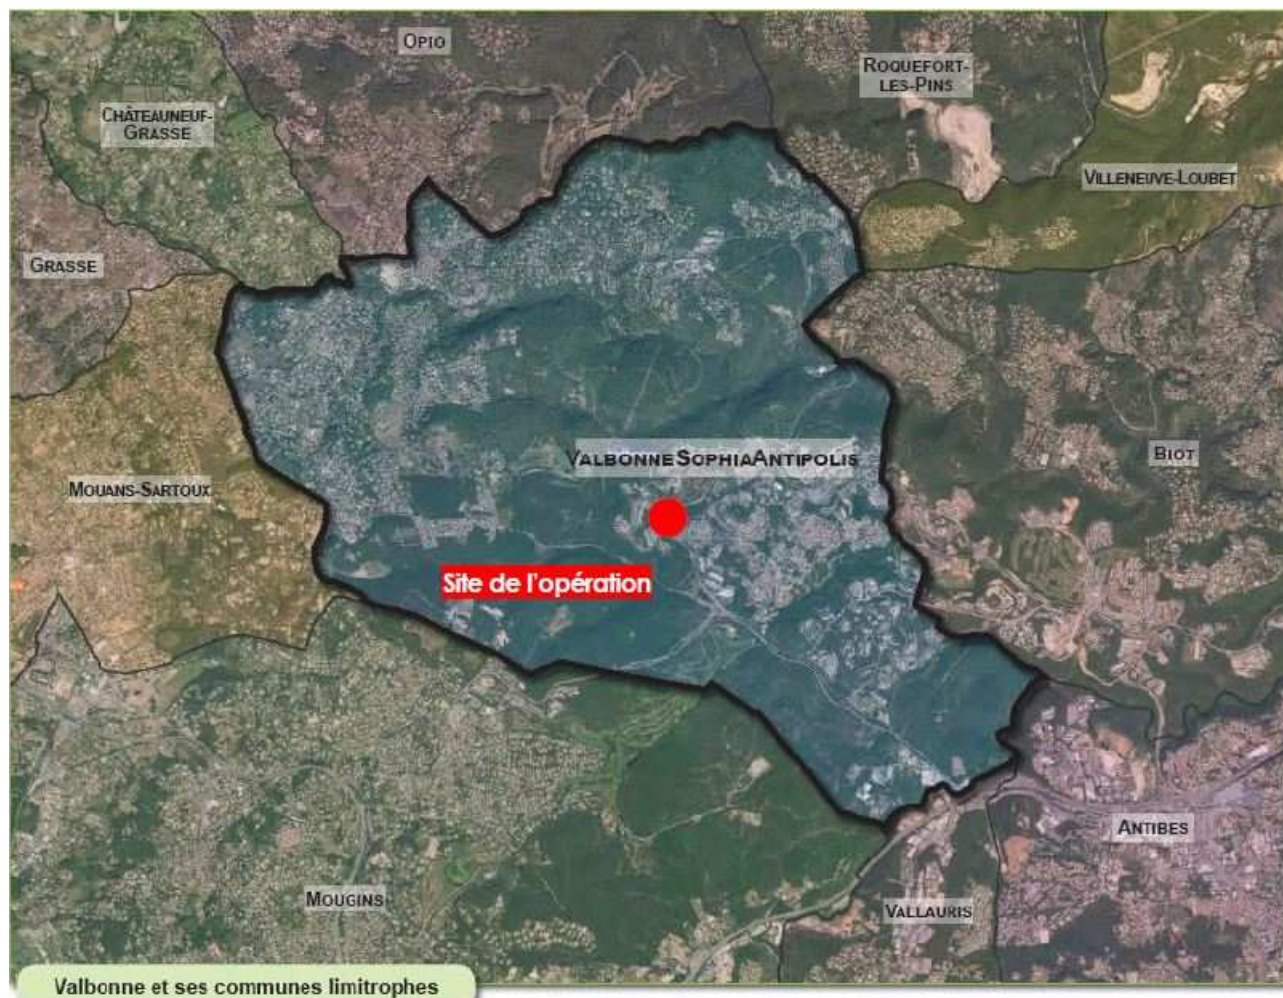 OPIO
ROQUEFORT-
LES-PINS
CHÂTEAUNEUF-
GRASSE
VILLENEUVE-LOUBET
GRASSE
VALBONNESOPHIAANTIPOLIS
BIOT
MOUANS-SARTOUX
Site de l'opération
ANTIBES
MOUGINS
VALLAURIS
Valbonne et ses communes limitrophes